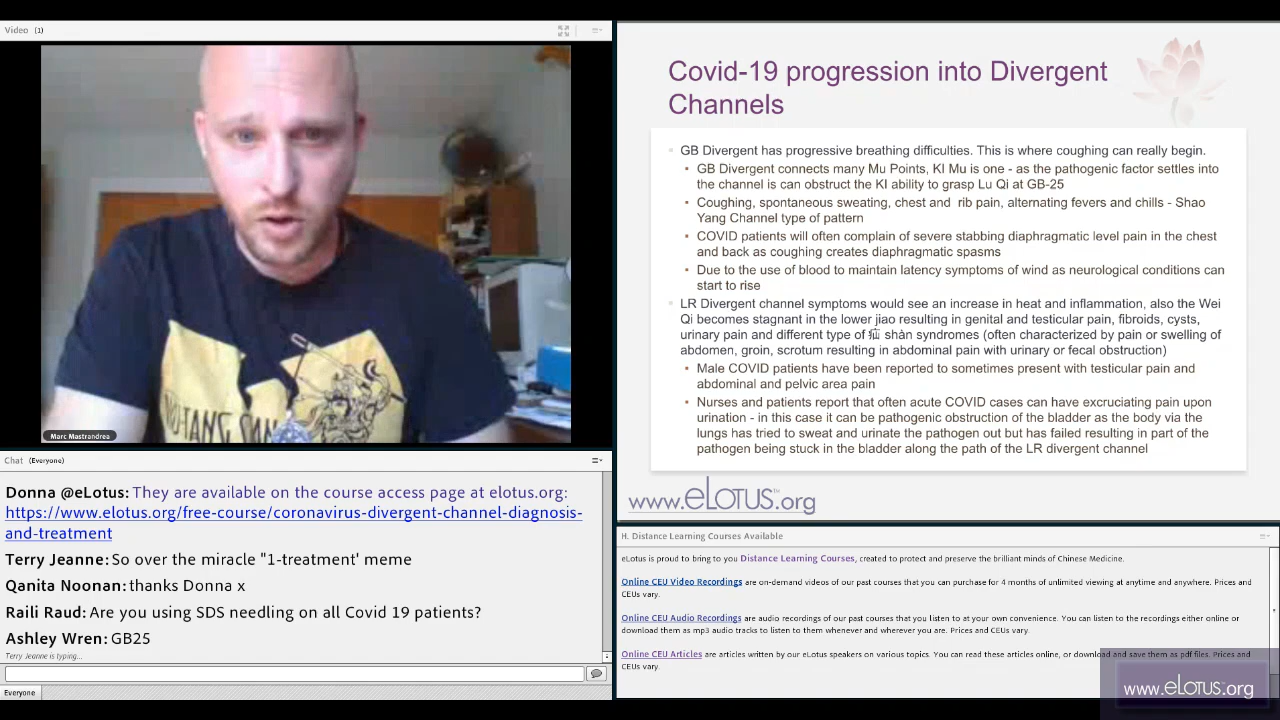 Video (1)
Marc Mastrandrea
Chat (Everyone)
Donna @eLotus: They are available on the course access page at elotus.org:
https://www.elotus.org/free-course/coronavirus-divergent-channel-diagnosis-
and-treatment
Terry Jeanne: So over the miracle "1-treatment' meme
Qanita Noonan: thanks Donna x
Raili Raud: Are you using SDS needling on all Covid 19 patients?
Ashley Wren: GB25
Terry Jeanne is typing...
Everyone
Covid-19 progression into Divergent
Channels
GB Divergent has progressive breathing difficulties. This is where coughing can really begin.
GB Divergent connects many Mu Points, KI Mu is one - as the pathogenic factor settles into
the channel is can obstruct the KI ability to grasp Lu Qi at GB-25
Coughing, spontaneous sweating, chest and rib pain, alternating fevers and chills - Shao
Yang Channel type of pattern
COVID patients will often complain of severe stabbing diaphragmatic level pain in the chest
and back as coughing creates diaphragmatic spasms
Due to the use of blood to maintain latency symptoms of wind as neurological conditions can
start to rise
LR Divergent channel symptoms would see an increase in heat and inflammation, also the Wei
Qi becomes stagnant in the lower jiao resulting in genital and testicular pain, fibroids, cysts,
urinary pain and different type of shàn syndromes (often characterized by pain or swelling of
abdomen, groin, scrotum resulting in abdominal pain with urinary or fecal obstruction)
Male COVID patients have been reported to sometimes present with testicular pain and
abdominal and pelvic area pain
Nurses and patients report that often acute COVID cases can have excruciating pain upon
urination - in this case it can be pathogenic obstruction of the bladder as the body via the
lungs has tried to sweat and urinate the pathogen out but has failed resulting in part of the
pathogen being stuck in the bladder along the path of the LR divergent channel
www.eLotus.org
H. Distance Learning Courses Available
eLotus is proud to bring to you Distance Learning Courses, created to protect and preserve the brilliant minds of Chinese Medicine.
Online CEU Video Recordings are on-demand videos of our past courses that you can purchase for 4 months of unlimited viewing at anytime and anywhere. Prices and
CEUs vary.
Online CEU Audio Recordings are audio recordings of our past courses that you listen to at your own convenience. You can listen to the recordings either online or
download them as mp3 audio tracks to listen to them whenever and wherever you are. Prices and CEUs vary.
Online CEU Articles are articles written by our eLotus speakers on various topics. You can read these articles online, or download and save them as pdf files. Prices and
CEUs vary.
www.eLotus.org